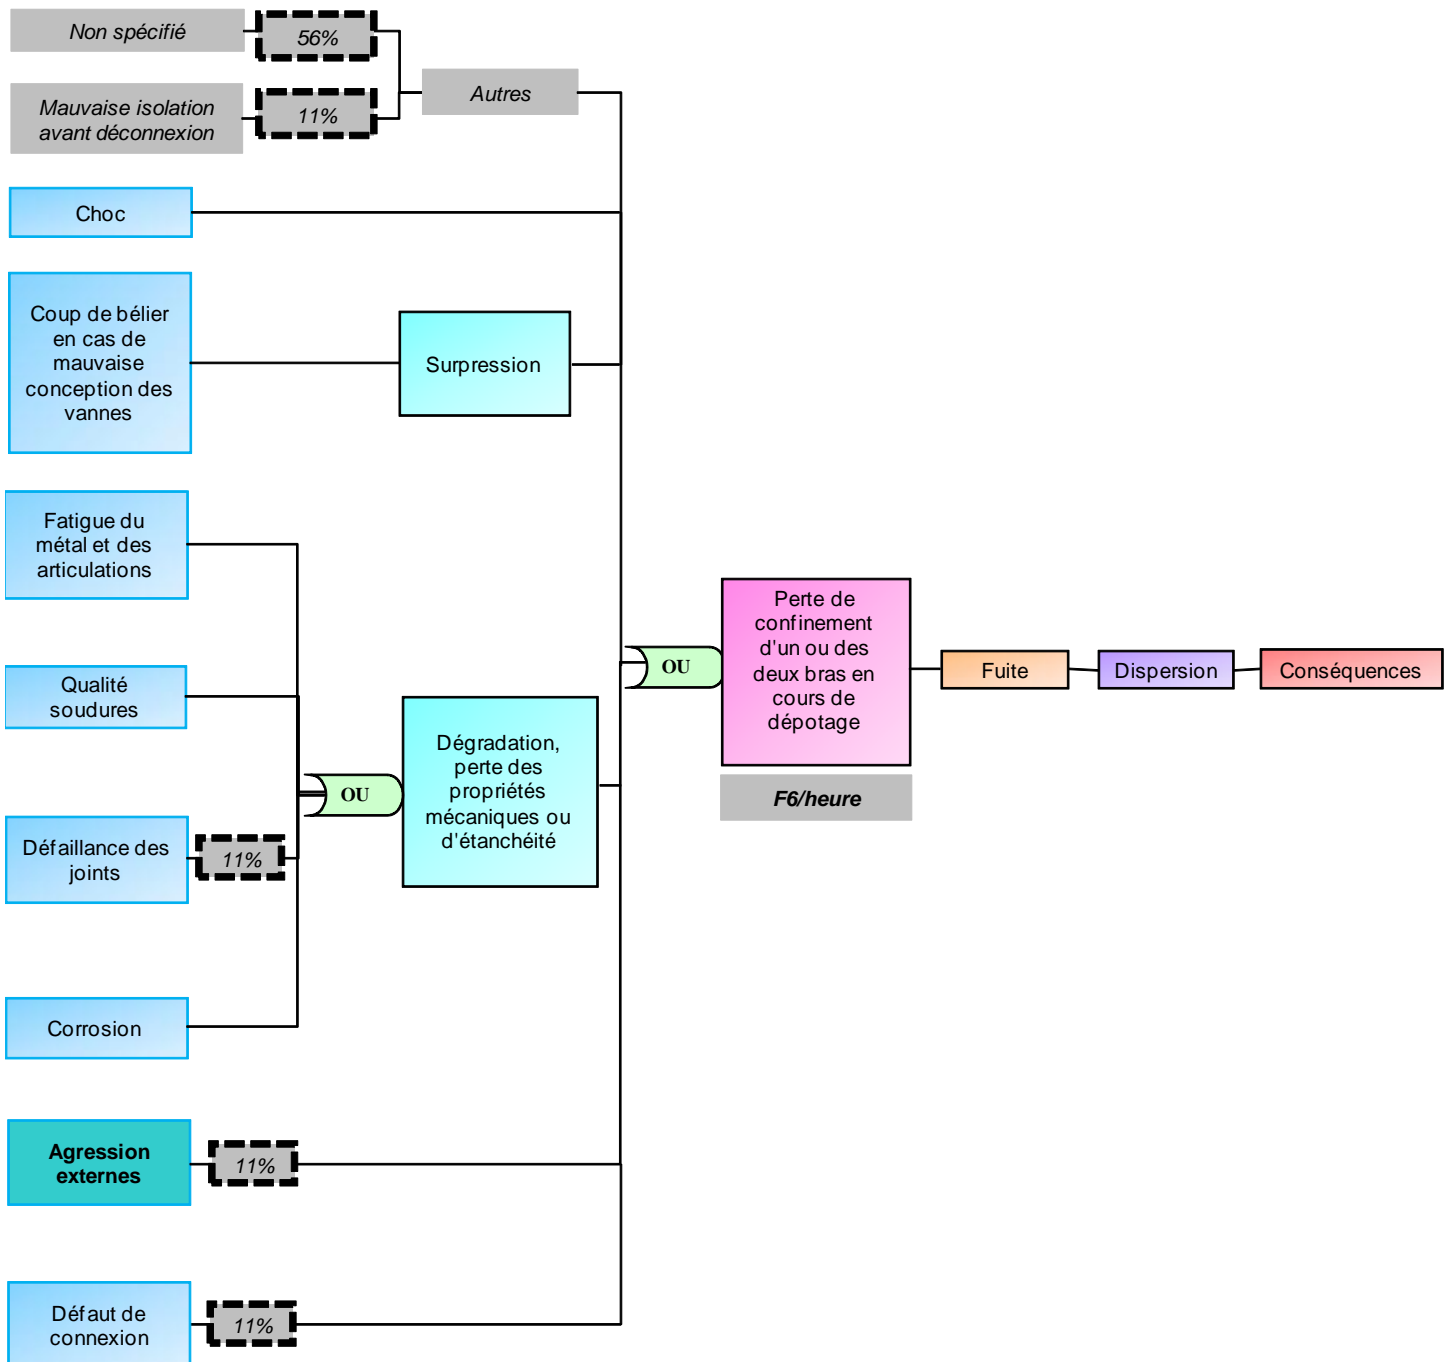 Non spécifié
56%
Mauvaise isolation
avant déconnexion
11%
Autres
Choc
Coup de bélier
en cas de
mauvaise
conception des
vannes
Surpression
Fatigue du
métal et des
articulations
Qualité
soudures
Défaillance des
joints
11%
Corrosion
OU
Dégradation,
perte des
propriétés
mécaniques ou
d'étanchéité
Agression
externes
11%
Défaut de
connexion
11%
OU
Perte de
confinement
d'un ou des
deux bras en
cours de
dépotage
F6/heure
Fuite
Dispersion
Conséquences